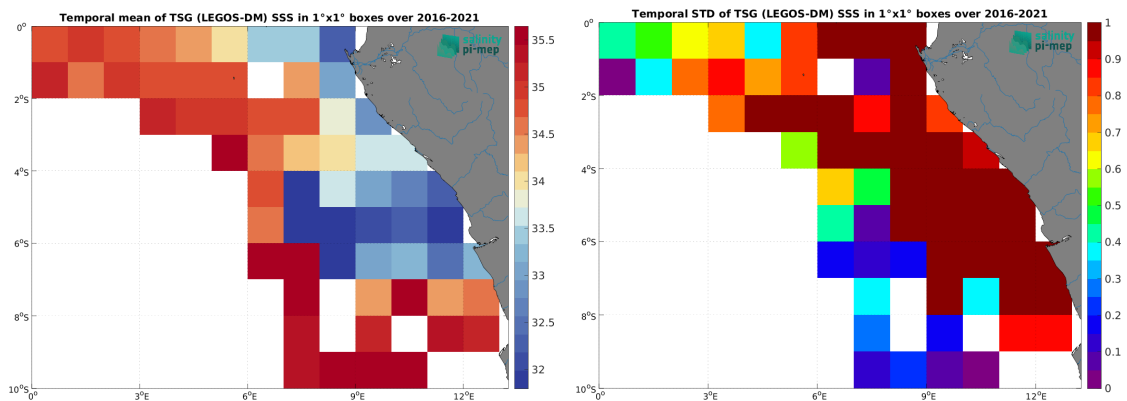 Temporal mean of TSG (LEGOS-DM) SSS in 1°x1° boxes over 2016-2021
0°
2°S
4°S
6°S
8°S
10°S
0°
3°E
6°E
9°E
12°E
salinity
pi-mep
35.5
35
34.5
34
33.5
33
32.5
32
Temporal STD of TSG (LEGOS-DM) SSS in 1°x1° boxes over 2016-2021
0°
2°S
4°S
6°S
8°S
10°S
0°
3°E
6°E
9°E
12°E
salinity
pi-mep
1
0.9
0.8
0.7
0.6
0.5
0.4
0.3
0.2
0.1
0